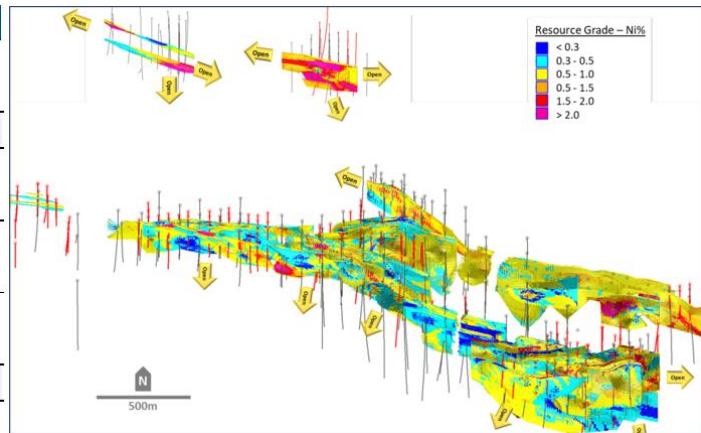 Open
Open
Open
Open
Open
Open
Resource Grade – Ni%
< 0.3
0.3 - 0.5
0.5 - 1.0
0.5 - 1.5
1.5 - 2.0
> 2.0
Open
Open
Open
Open
Open
Open
N
500m